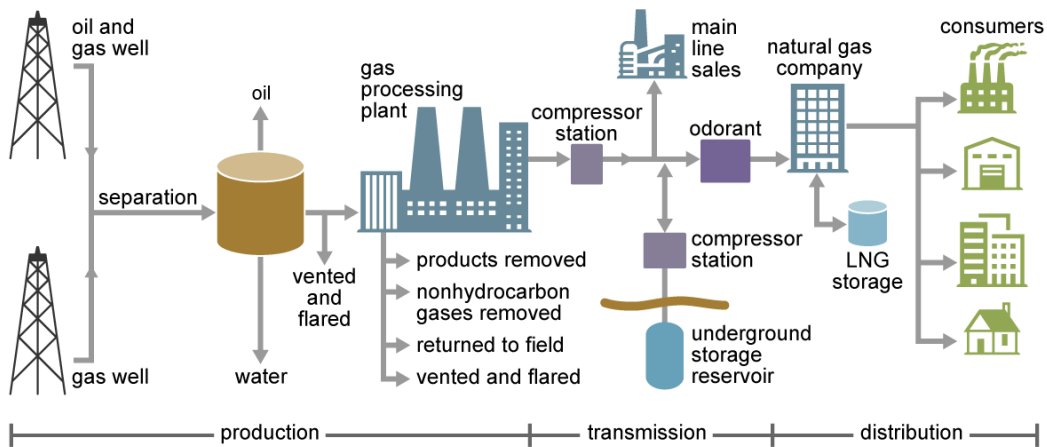 oil and
gas well
oil
separation
gas well
water
vented
and
flared
gas
processing
plant
products removed
nonhydrocarbon
gases removed
returned to field
vented and flared
compressor
station
main
line
sales
odorant
compressor
station
underground
storage
reservoir
natural gas
company
LNG
storage
consumers
production
transmission
distribution